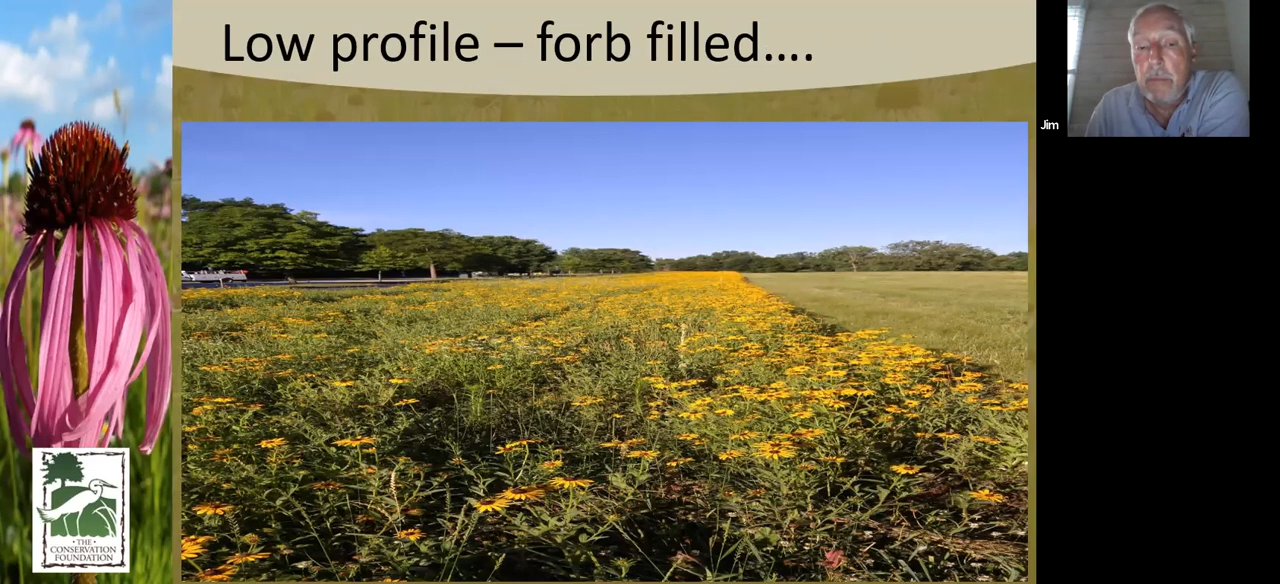 Low profile – forb filled....
Jim
• THE •
CONSERVATION
FOUNDATION